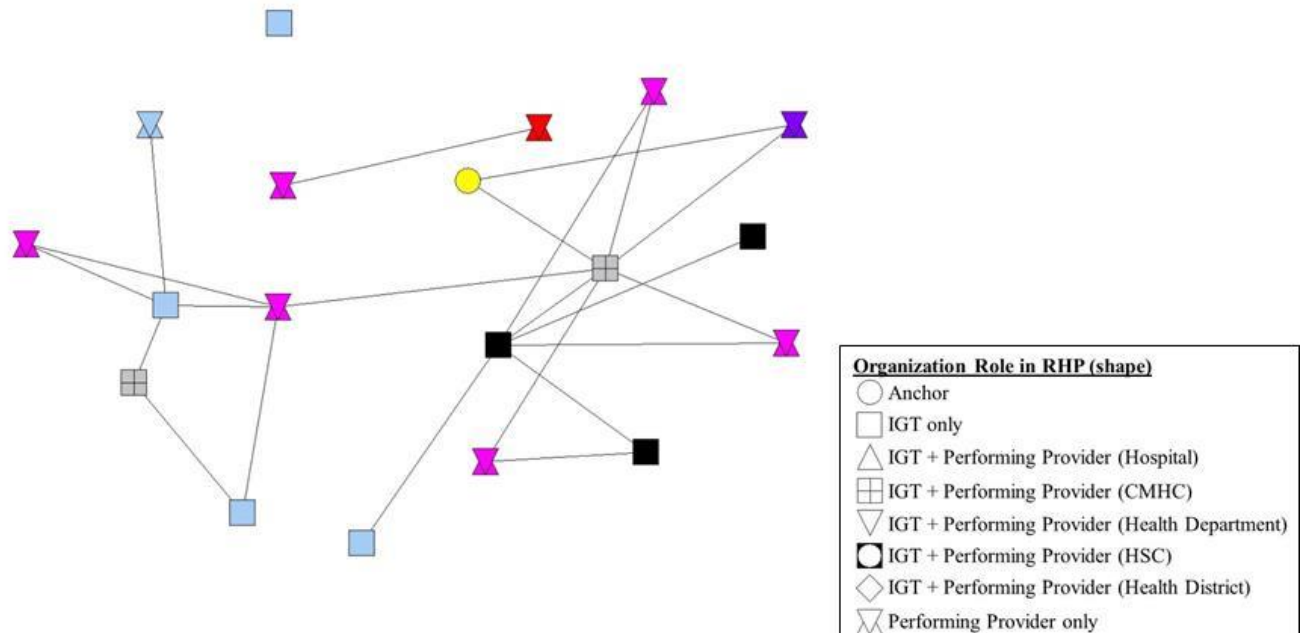 Organization Role in RHP (shape)
Anchor
IGT only
IGT + Performing Provider (Hospital)
IGT + Performing Provider (CMHC)
IGT + Performing Provider (Health Department)
IGT + Performing Provider (HSC)
IGT + Performing Provider (Health District)
Performing Provider only